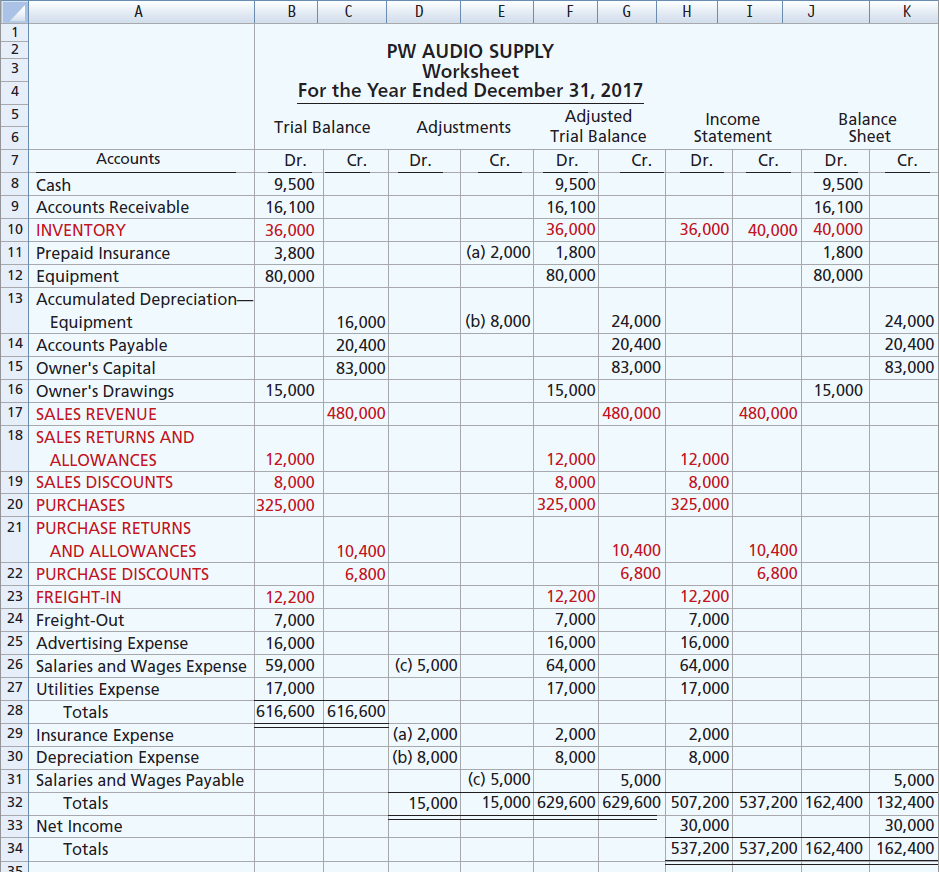 A B C D E F G H I J K
1
2 PW AUDIO SUPPLY
3 Worksheet
4 For the Year Ended December 31, 2017
5 Adjusted Income Balance
6 Trial Balance Adjustments Trial Balance Statement Sheet
7 Accounts Dr. Cr. Dr. Cr. Dr. Cr. Dr. Cr. Dr. Cr.
8 Cash 9,500 9,500 9,500
9 Accounts Receivable 16,100 16,100 16,100
10 INVENTORY 36,000 36,000 36,000 40,000 40,000
11 Prepaid Insurance 3,800 (a) 2,000 1,800 1,800
12 Equipment 80,000 80,000 80,000
13 Accumulated Depreciation—
Equipment 16,000 (b) 8,000 24,000 24,000
14 Accounts Payable 20,400 20,400 20,400
15 Owner's Capital 83,000 83,000 83,000
16 Owner's Drawings 15,000 15,000 15,000
17 SALES REVENUE 480,000 480,000 480,000
18 SALES RETURNS AND
ALLOWANCES 12,000 12,000 12,000
19 SALES DISCOUNTS 8,000 8,000 8,000
20 PURCHASES 325,000 325,000 325,000
21 PURCHASE RETURNS
AND ALLOWANCES 10,400 10,400 10,400
22 PURCHASE DISCOUNTS 6,800 6,800 6,800
23 FREIGHT-IN 12,200 12,200 12,200
24 Freight-Out 7,000 7,000 7,000
25 Advertising Expense 16,000 16,000 16,000
26 Salaries and Wages Expense 59,000 (c) 5,000 64,000 64,000
27 Utilities Expense 17,000 17,000 17,000
28 Totals 616,600 616,600
29 Insurance Expense (a) 2,000 2,000 2,000
30 Depreciation Expense (b) 8,000 8,000 8,000
31 Salaries and Wages Payable (c) 5,000 5,000 5,000
32 Totals 15,000 15,000 629,600 629,600 507,200 537,200 162,400 132,400
33 Net Income 30,000 30,000
34 Totals 537,200 537,200 162,400 162,400
35